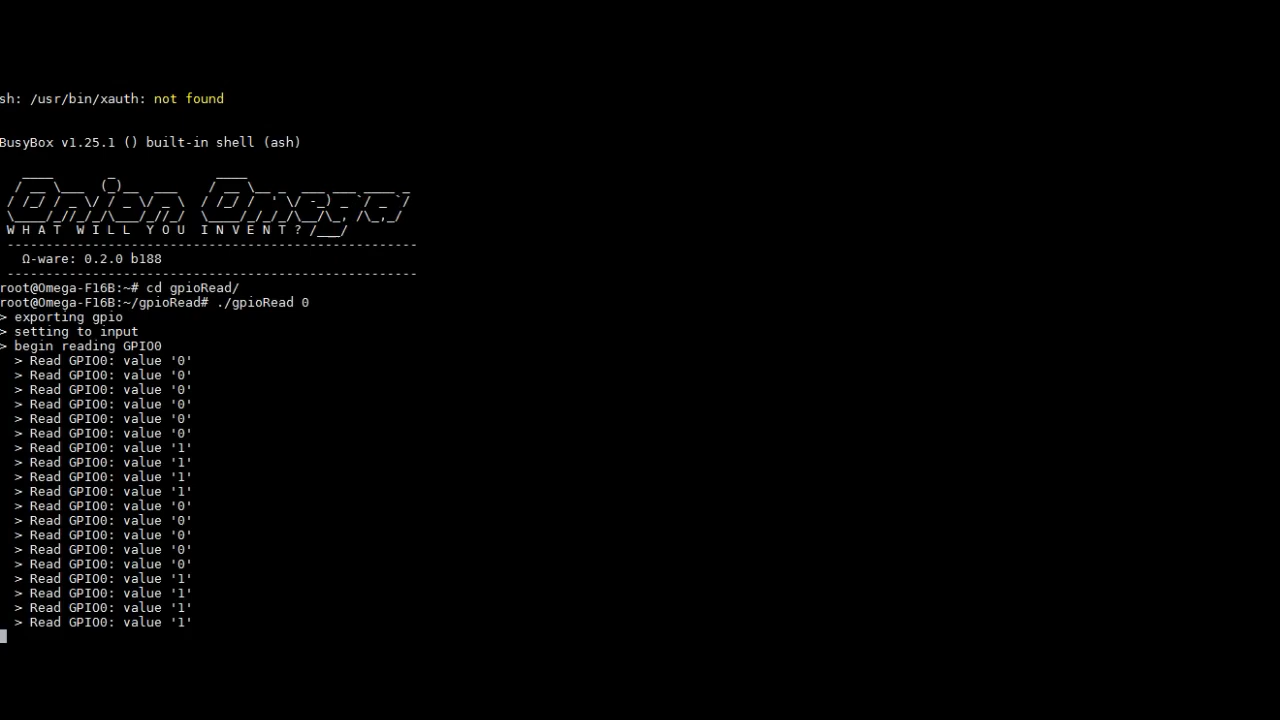 sh: /usr/bin/xauth: not found
BusyBox v1.25.1 () built-in shell (ash)
Onion Omega
W H A T  W I L L  Y O U  I N V E N T ?
Ω-ware: 0.2.0 b188
root@Omega-F16B:~# cd gpioRead/
root@Omega-F16B:~/gpioRead# ./gpioRead 0
> exporting gpio
> setting to input
> begin reading GPIO0
> Read GPIO0: value '0'
> Read GPIO0: value '0'
> Read GPIO0: value '0'
> Read GPIO0: value '0'
> Read GPIO0: value '0'
> Read GPIO0: value '0'
> Read GPIO0: value '1'
> Read GPIO0: value '1'
> Read GPIO0: value '1'
> Read GPIO0: value '1'
> Read GPIO0: value '0'
> Read GPIO0: value '0'
> Read GPIO0: value '0'
> Read GPIO0: value '0'
> Read GPIO0: value '0'
> Read GPIO0: value '1'
> Read GPIO0: value '1'
> Read GPIO0: value '1'
> Read GPIO0: value '1'